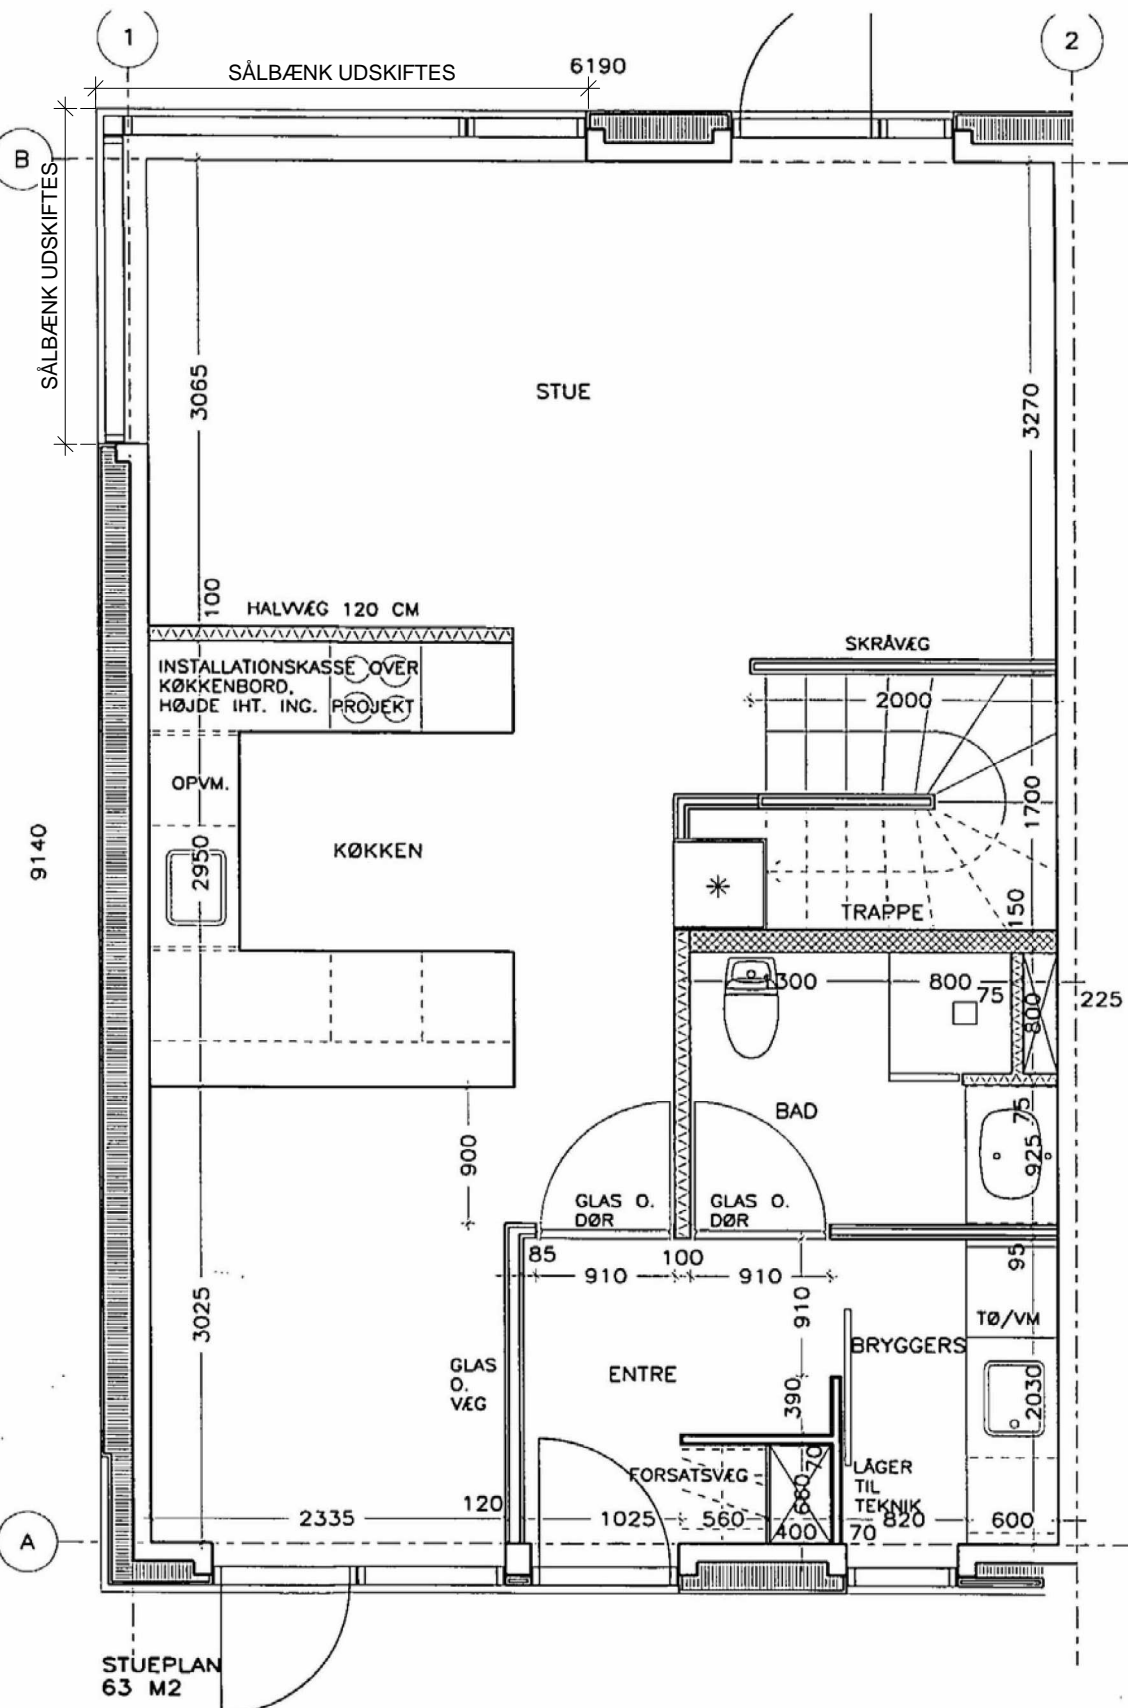 1
2
SÅLBÆNK UDSKIFTES
6190
B
SÅLBÆNK UDSKIFTES
3065
STUE
3270
100
HALVVÆG 120 CM
INSTALLATIONSKASSE OVER
KØKKENBORD,
HØJDE IHT. ING. PROJEKT
SKRÅVÆG
2000
OPVM.
1700
9140
2950
KØKKEN
TRAPPE
150
1300
800
75
800
225
BAD
75
925
900
GLAS O.
DØR
GLAS O.
DØR
85
100
95
910
910
910
3025
TØ/VM
BRYGGERS
GLAS
O.
VÆG
ENTRE
390
2030
70
FORSATSVÆG
680
LÅGER
TIL
TEKNIK
120
2335
1025
560
400
70
820
600
A
STUEPLAN
63 M2